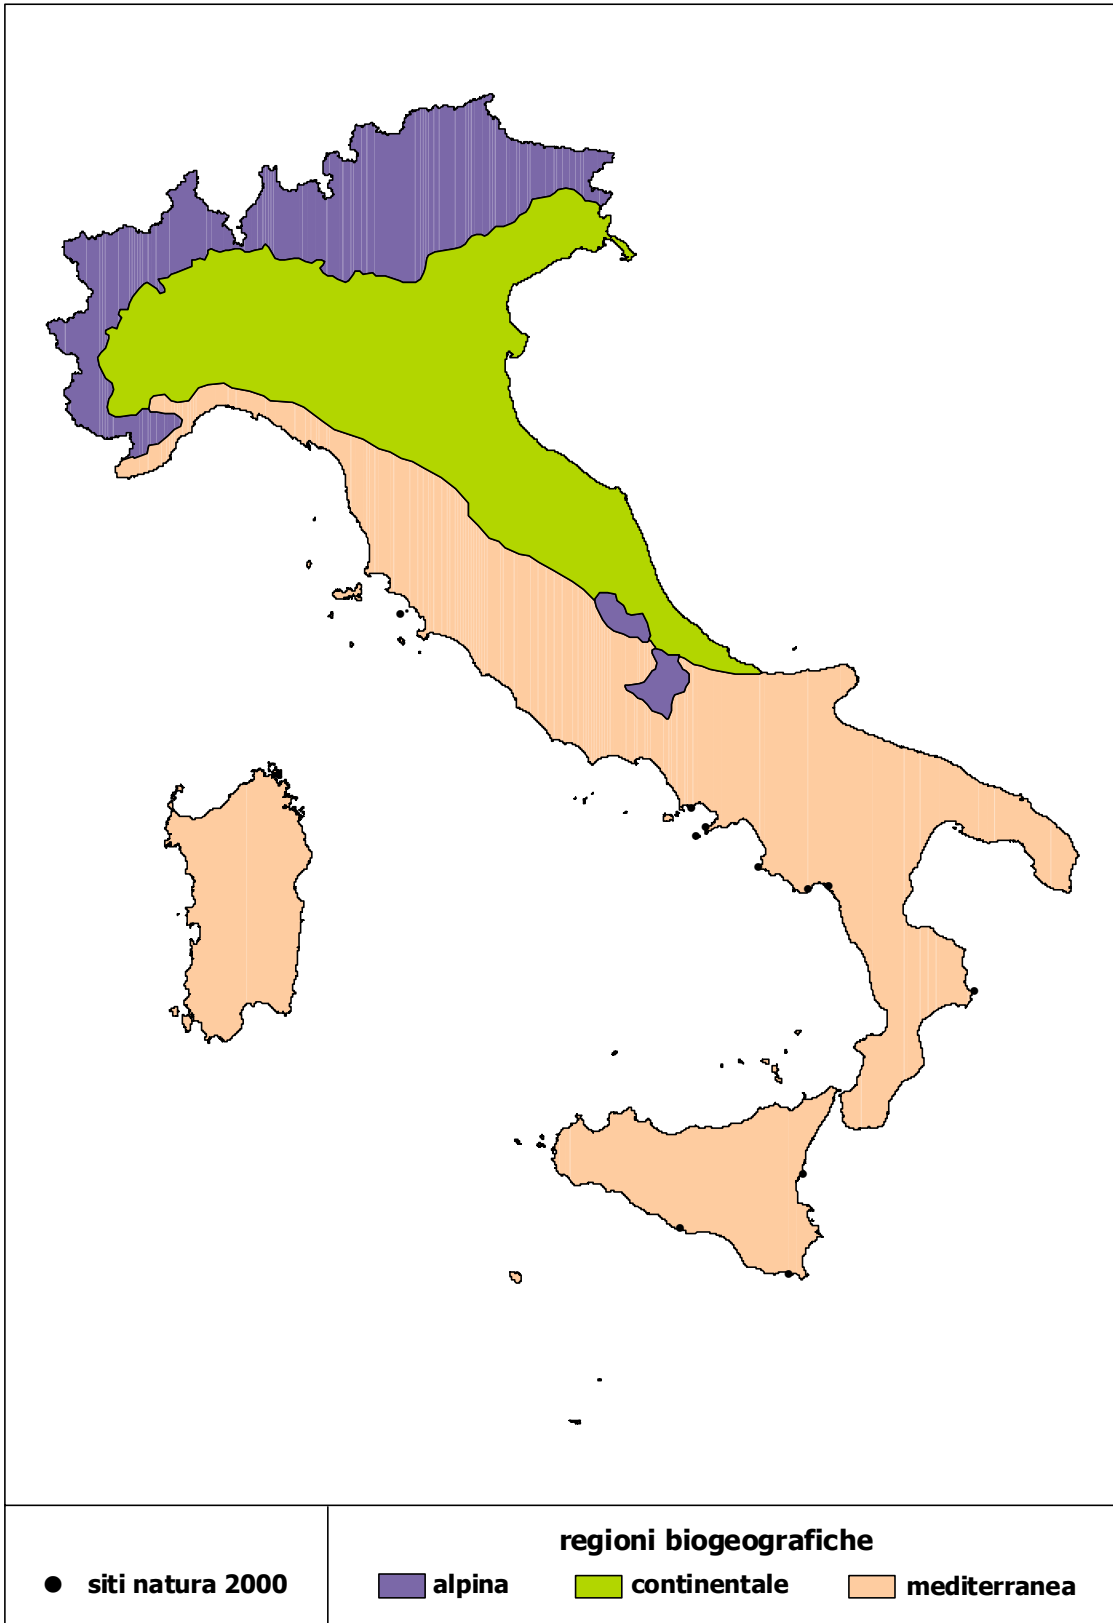 regioni biogeografiche
siti natura 2000
alpina
continentale
mediterranea